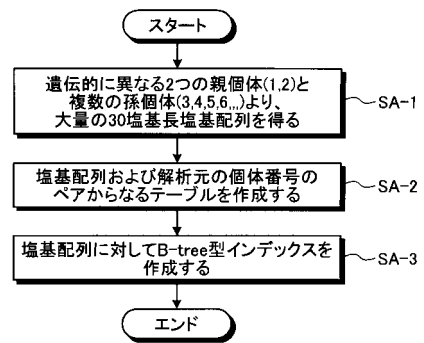 スタート
遺伝的に異なる2つの親個体(1,2)と
複数の孫個体(3,4,5,6,,,)より、
大量の30塩基長塩基配列を得る
SA-1
塩基配列および解析元の個体番号の
ペアからなるテーブルを作成する
SA-2
塩基配列に対してB-tree型インデックスを
作成する
SA-3
エンド